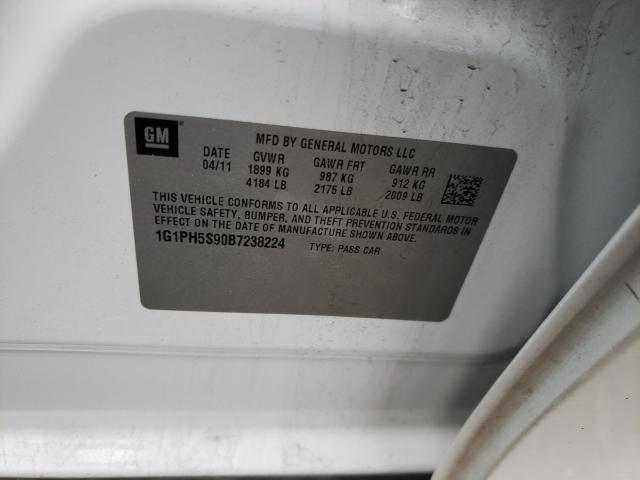 GM
MFD BY GENERAL MOTORS LLC
DATE GVWR GAWR FRT GAWR RR
04/11 1899 KG 987 KG 912 KG
4184 LB 2175 LB 2009 LB
THIS VEHICLE CONFORMS TO ALL APPLICABLE U.S. FEDERAL MOTOR
VEHICLE SAFETY, BUMPER, AND THEFT PREVENTION STANDARDS IN
EFFECT ON THE DATE OF MANUFACTURE SHOWN ABOVE.
1G1PH5S90B7238224 TYPE: PASS CAR